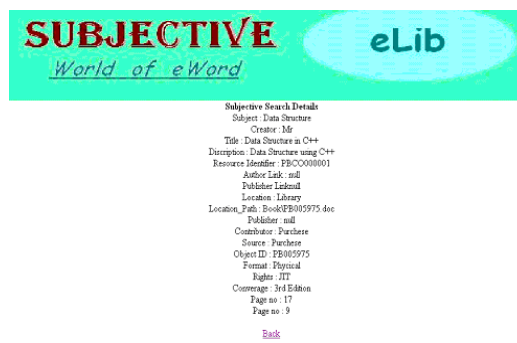 SUBJECTIVE
eLib
World of eWord
Subjective Search Details
Subject : Data Structure
Creator : Mr
Title : Data Structure in C++
Discription : Data Structure using C++
Resource Identifier : PBCO000001
Author Link : null
Publisher Linknull
Location : Library
Location_Path : Book\PB005975.doc
Publisher : null
Contributor : Purchese
Source : Purchese
Object ID : PB005975
Format : Phycical
Rights : JIT
Converage : 3rd Edition
Page no : 17
Page no : 9
Back